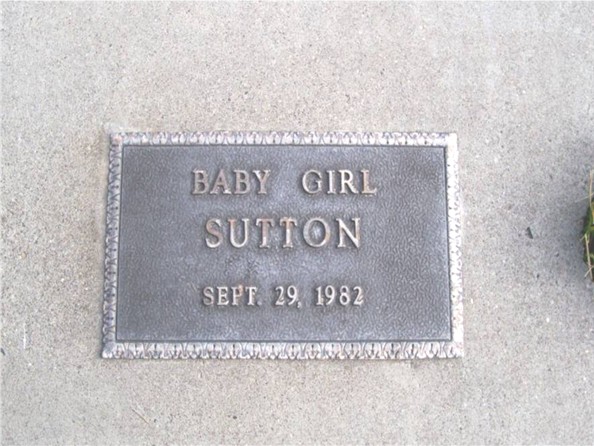 BABY GIRL
SUTTON
SEPT. 29, 1982